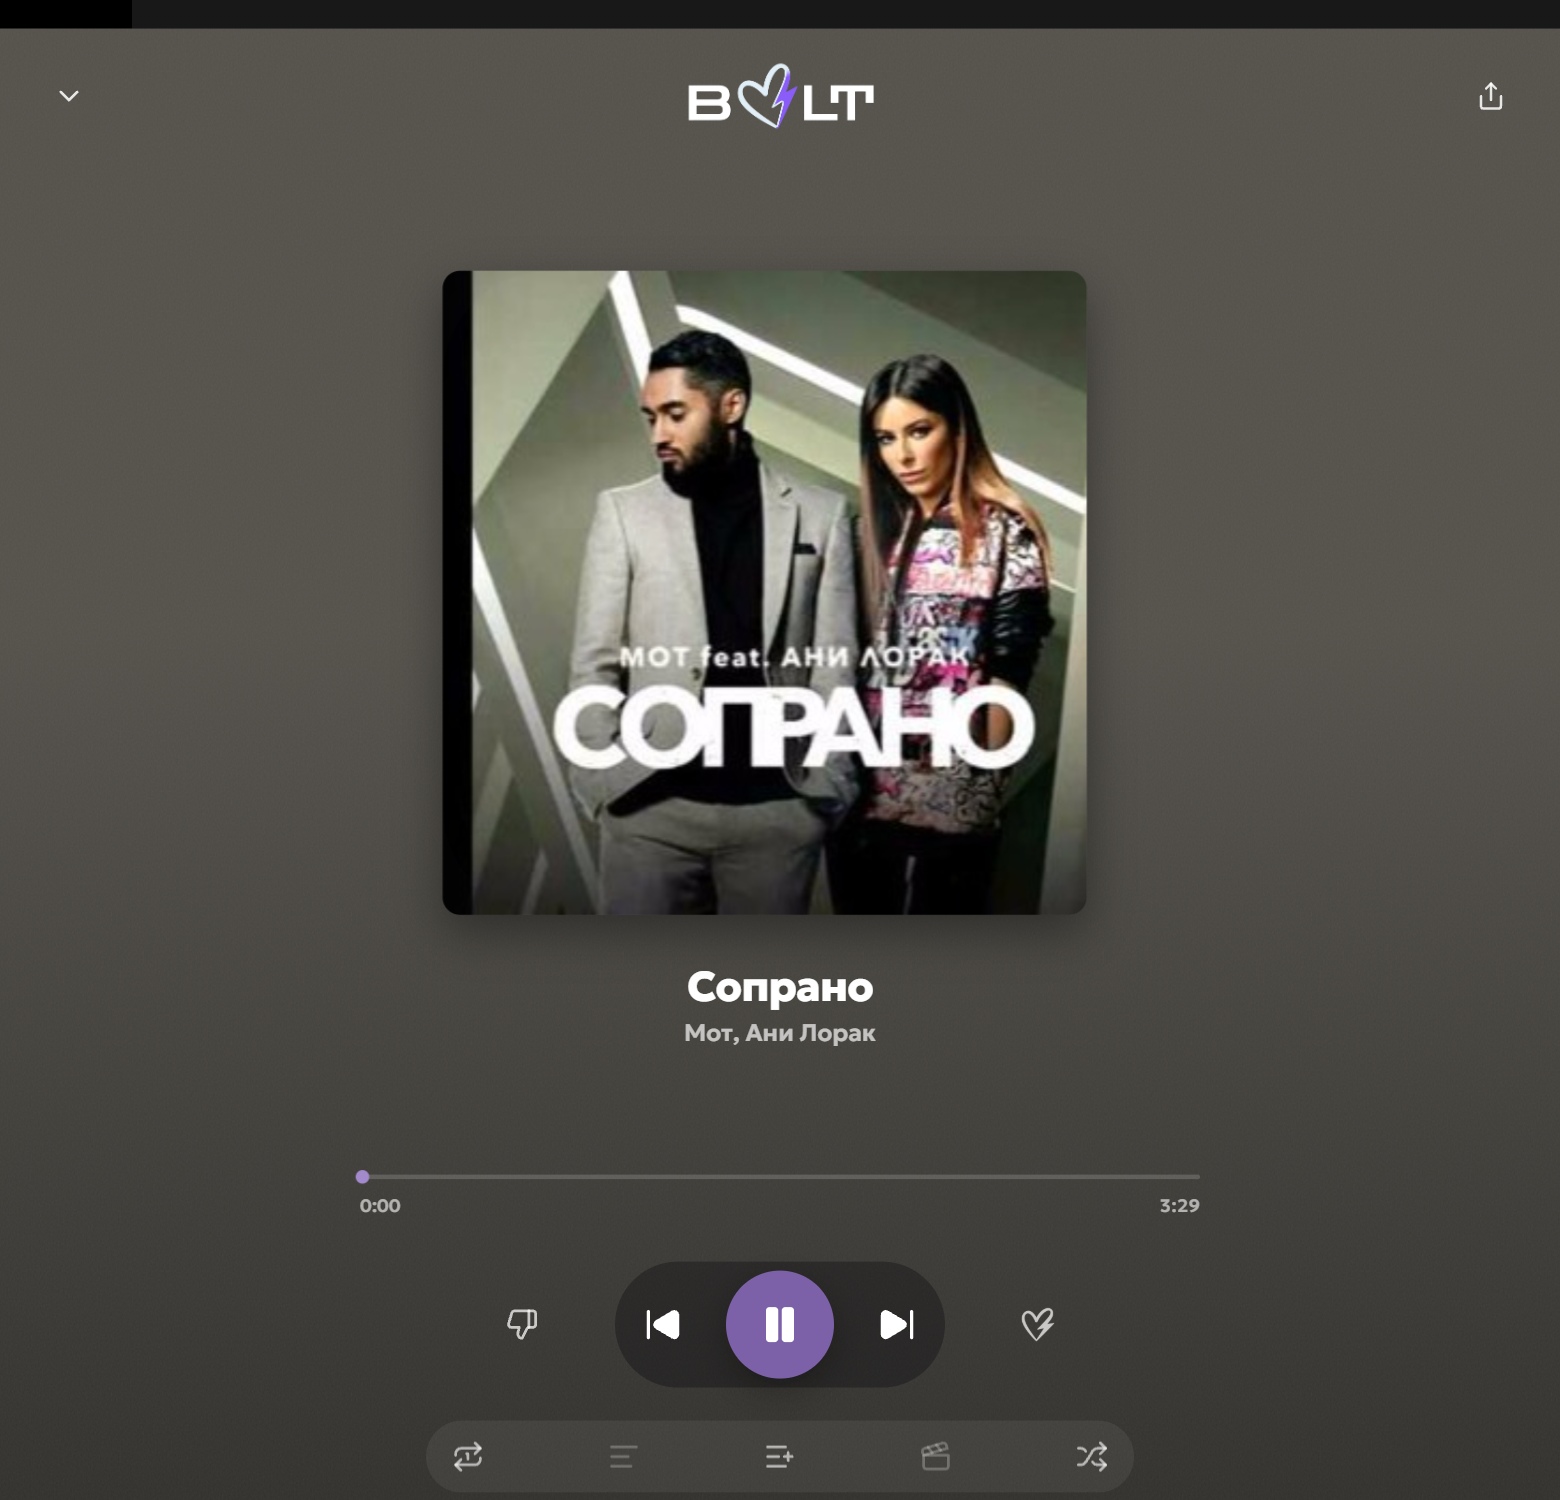 BOLT
МОТ feat. АНИ ЛОРАК
СОПРАНО
Сопрано
Мот, Ани Лорак
0:00
3:29